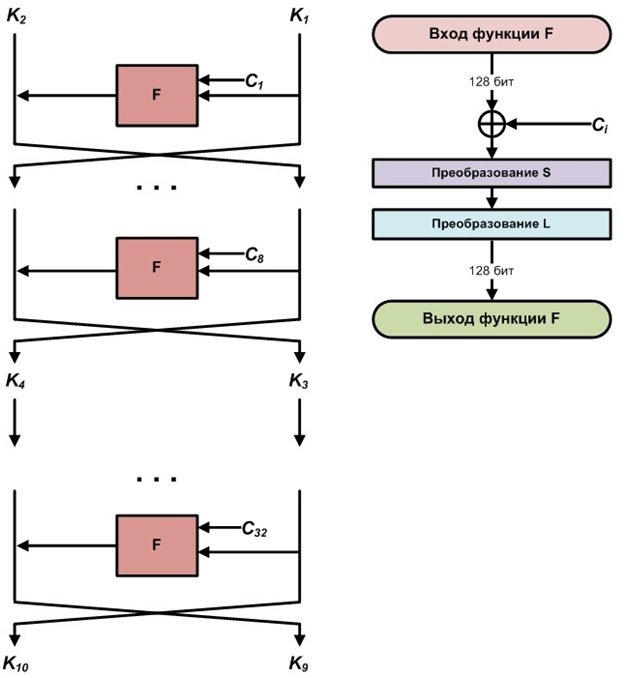 K2
K1
F
C1
. . .
F
C8
K4
K3
. . .
F
C32
K10
K9
Вход функции F
128 бит
Ci
Преобразование S
Преобразование L
128 бит
Выход функции F